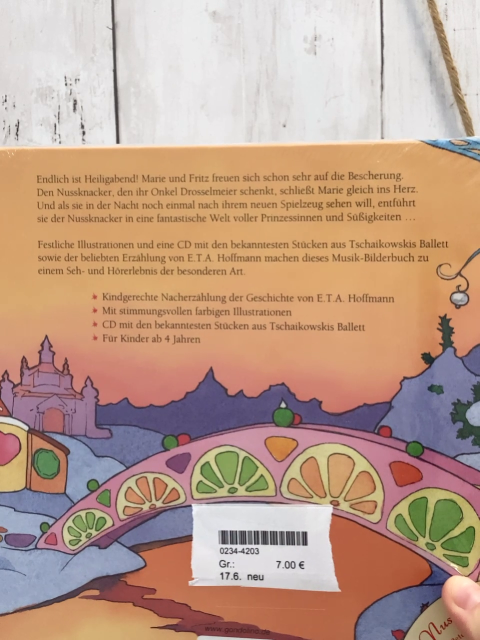 Endlich ist Heiligabend! Marie und Fritz freuen sich schon sehr auf die Bescherung.
Den Nussknacker, den ihr Onkel Drosselmeier schenkt, schließt Marie gleich ins Herz.
Und als sie in der Nacht noch einmal nach ihrem neuen Spielzeug sehen will, entführt
sie der Nussknacker in eine fantastische Welt voller Prinzessinnen und Süßigkeiten ...
Festliche Illustrationen und eine CD mit den bekanntesten Stücken aus Tschaikowskis Ballett
sowie der beliebten Erzählung von E.T.A. Hoffmann machen dieses Musik-Bilderbuch zu
einem Seh- und Hörerlebnis der besonderen Art.
Kindgerechte Nacherzählung der Geschichte von E.T.A. Hoffmann
Mit stimmungsvollen farbigen Illustrationen
CD mit den bekanntesten Stücken aus Tschaikowskis Ballett
Für Kinder ab 4 Jahren
0234-4203
Gr.: 7.00 €
17.6. neu